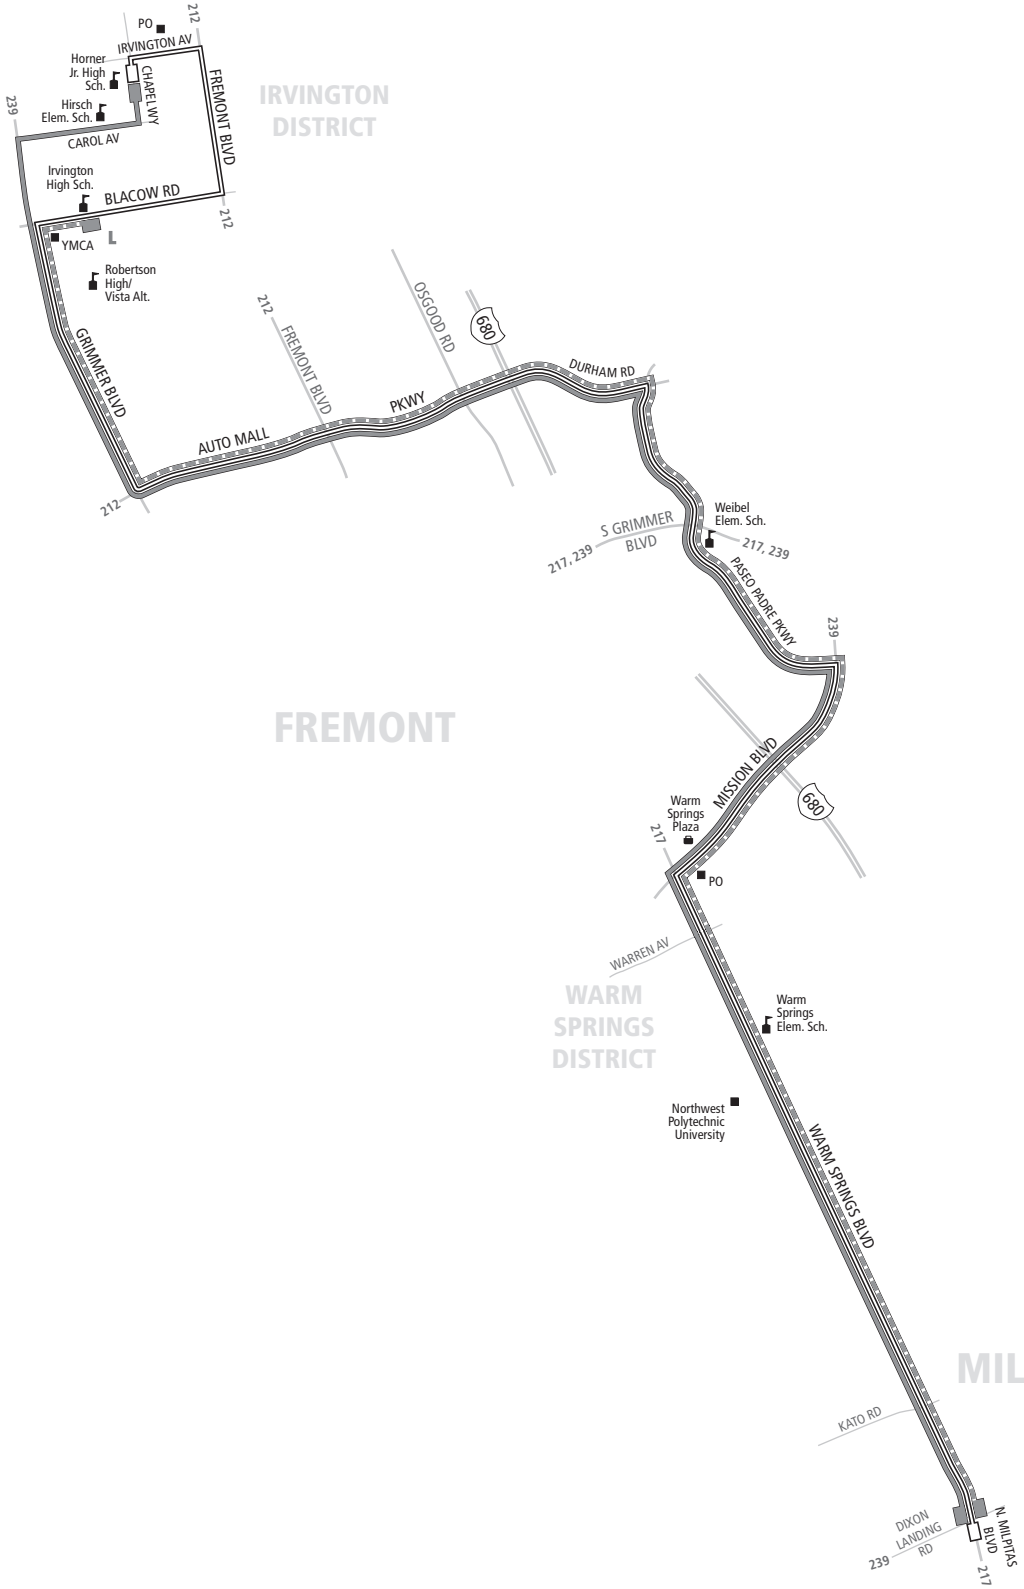 212
PO
IRVINGTON AV
Horner
Jr. High
Sch.
CHAPEL WY
FREMONT BLVD
IRVINGTON
DISTRICT
239
Hirsch
Elem. Sch.
CAROL AV
Irvington
High Sch.
BLACOW RD
212
YMCA
L
Robertson
High/
Vista Alt.
212
FREMONT BLVD
OSGOOD RD
680
GRIMMER BLVD
DURHAM RD
PKWY
AUTO MALL
212
Weibel
Elem. Sch.
S GRIMMER
BLVD
217, 239
217, 239
PASEO PADRE PKWY
239
FREMONT
MISSION BLVD
680
Warm
Springs
Plaza
217
PO
WARREN AV
WARM
SPRINGS
DISTRICT
Warm
Springs
Elem. Sch.
Northwest
Polytechnic
University
WARM SPRINGS BLVD
MIL
KATO RD
DIXON
LANDING
RD
239
N. MILPITAS
BLVD
217